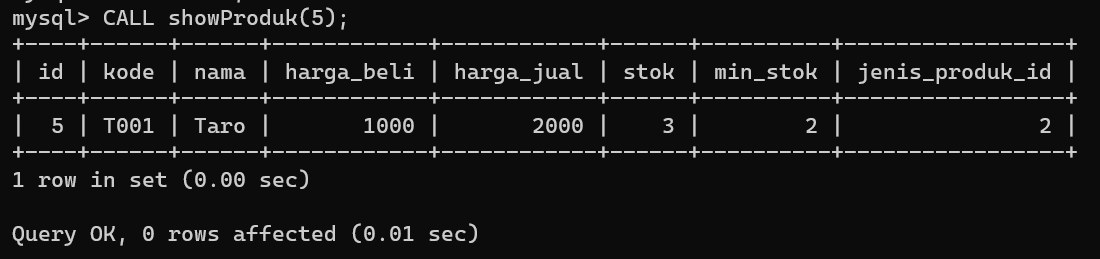 mysql> CALL showProduk(5);
+----+------+------+------------+------------+------+----------+-----------------+
| id | kode | nama | harga_beli | harga_jual | stok | min_stok | jenis_produk_id |
+----+------+------+------------+------------+------+----------+-----------------+
|  5 | T001 | Taro |       1000 |       2000 |    3 |        2 |               2 |
+----+------+------+------------+------------+------+----------+-----------------+
1 row in set (0.00 sec)

Query OK, 0 rows affected (0.01 sec)